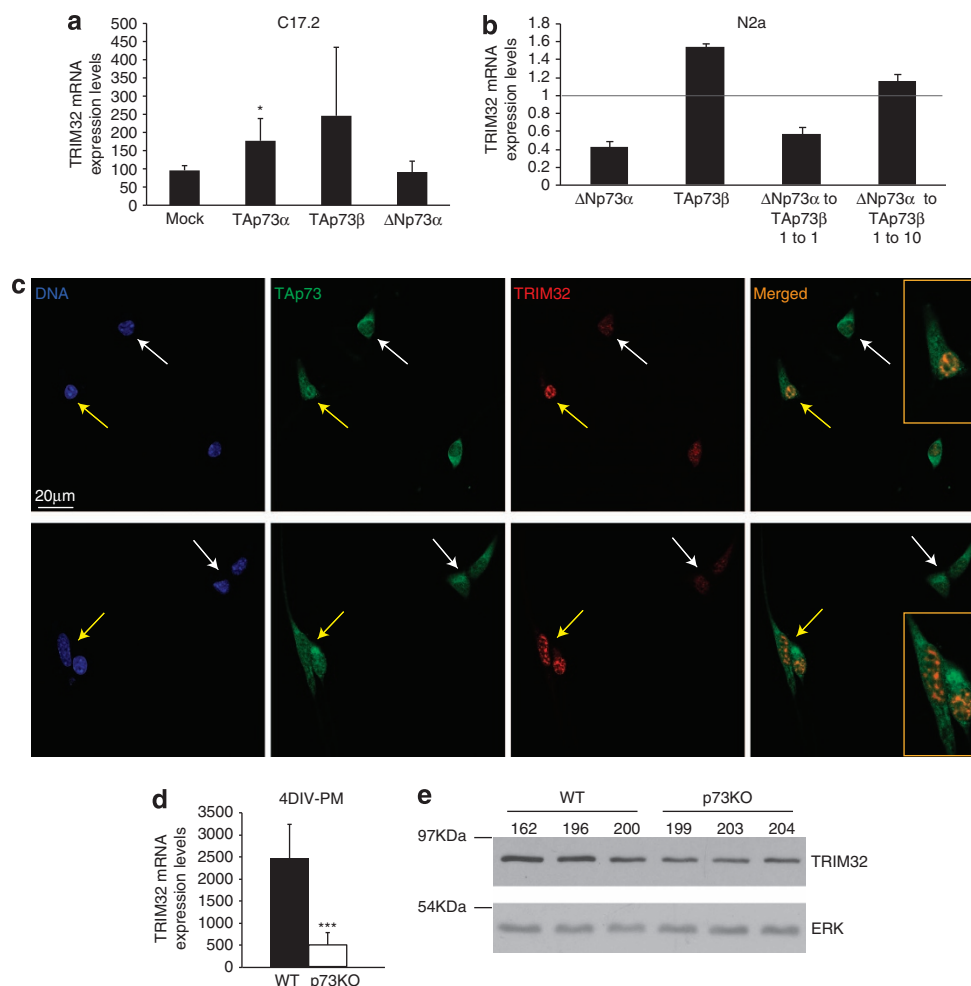 a
C17.2
TRIM32 mRNA
expression levels
500
450
400
350
300
250
200
150
100
50
0
*
Mock
TAp73α
TAp73β
ΔNp73α
b
N2a
TRIM32 mRNA
expression levels
1.8
1.6
1.4
1.2
1
0.8
0.6
0.4
0.2
0
ΔNp73α
TAp73β
ΔNp73α to
TAp73β
1 to 1
ΔNp73α to
TAp73β
1 to 10
c
DNA
TAp73
TRIM32
Merged
20µm
d
4DIV-PM
TRIM32 mRNA
expression levels
3500
3000
2500
2000
1500
1000
500
0
***
WT
p73KO
e
WT
p73KO
162 196 200 199 203 204
97KDa
TRIM32
54KDa
ERK